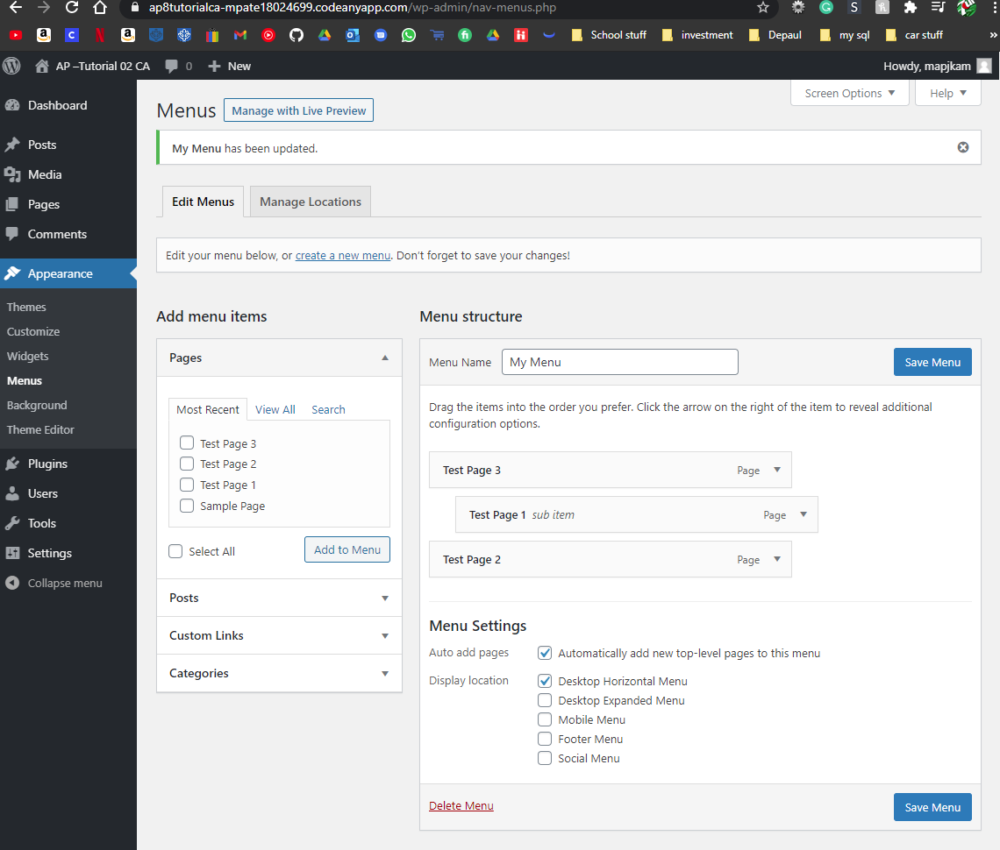 ap8tutorialca-mpate18024699.codeanyapp.com/wp-admin/nav-menus.php
School stuff investment Depaul my sql car stuff »
AP –Tutorial 02 CA 0 New Howdy, mapjkam
Screen Options Help
Dashboard
Posts
Media
Pages
Comments
Appearance
Themes
Customize
Widgets
Menus
Background
Theme Editor
Plugins
Users
Tools
Settings
Collapse menu
Menus Manage with Live Preview
My Menu has been updated.
Edit Menus Manage Locations
Edit your menu below, or create a new menu. Don't forget to save your changes!
Add menu items
Pages
Most Recent View All Search
Test Page 3
Test Page 2
Test Page 1
Sample Page
Select All Add to Menu
Posts
Custom Links
Categories
Menu structure
Menu Name My Menu Save Menu
Drag the items into the order you prefer. Click the arrow on the right of the item to reveal additional
configuration options.
Test Page 3 Page
Test Page 1 sub item Page
Test Page 2 Page
Menu Settings
Auto add pages Automatically add new top-level pages to this menu
Display location Desktop Horizontal Menu
Desktop Expanded Menu
Mobile Menu
Footer Menu
Social Menu
Delete Menu Save Menu